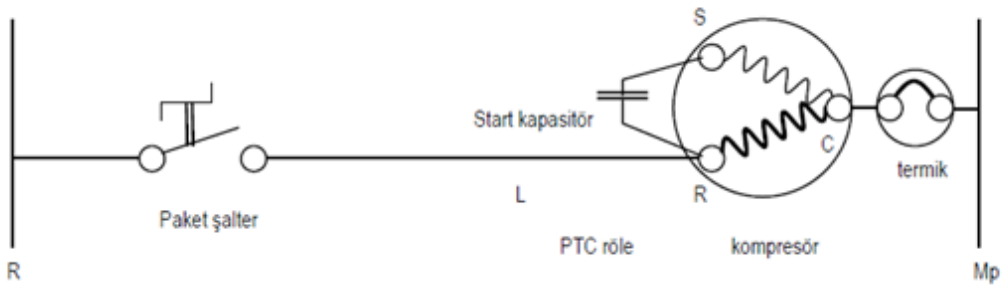 S
Start kapasitör
C
termik
Paket şalter
L
R
PTC röle
kompresör
R
Mp